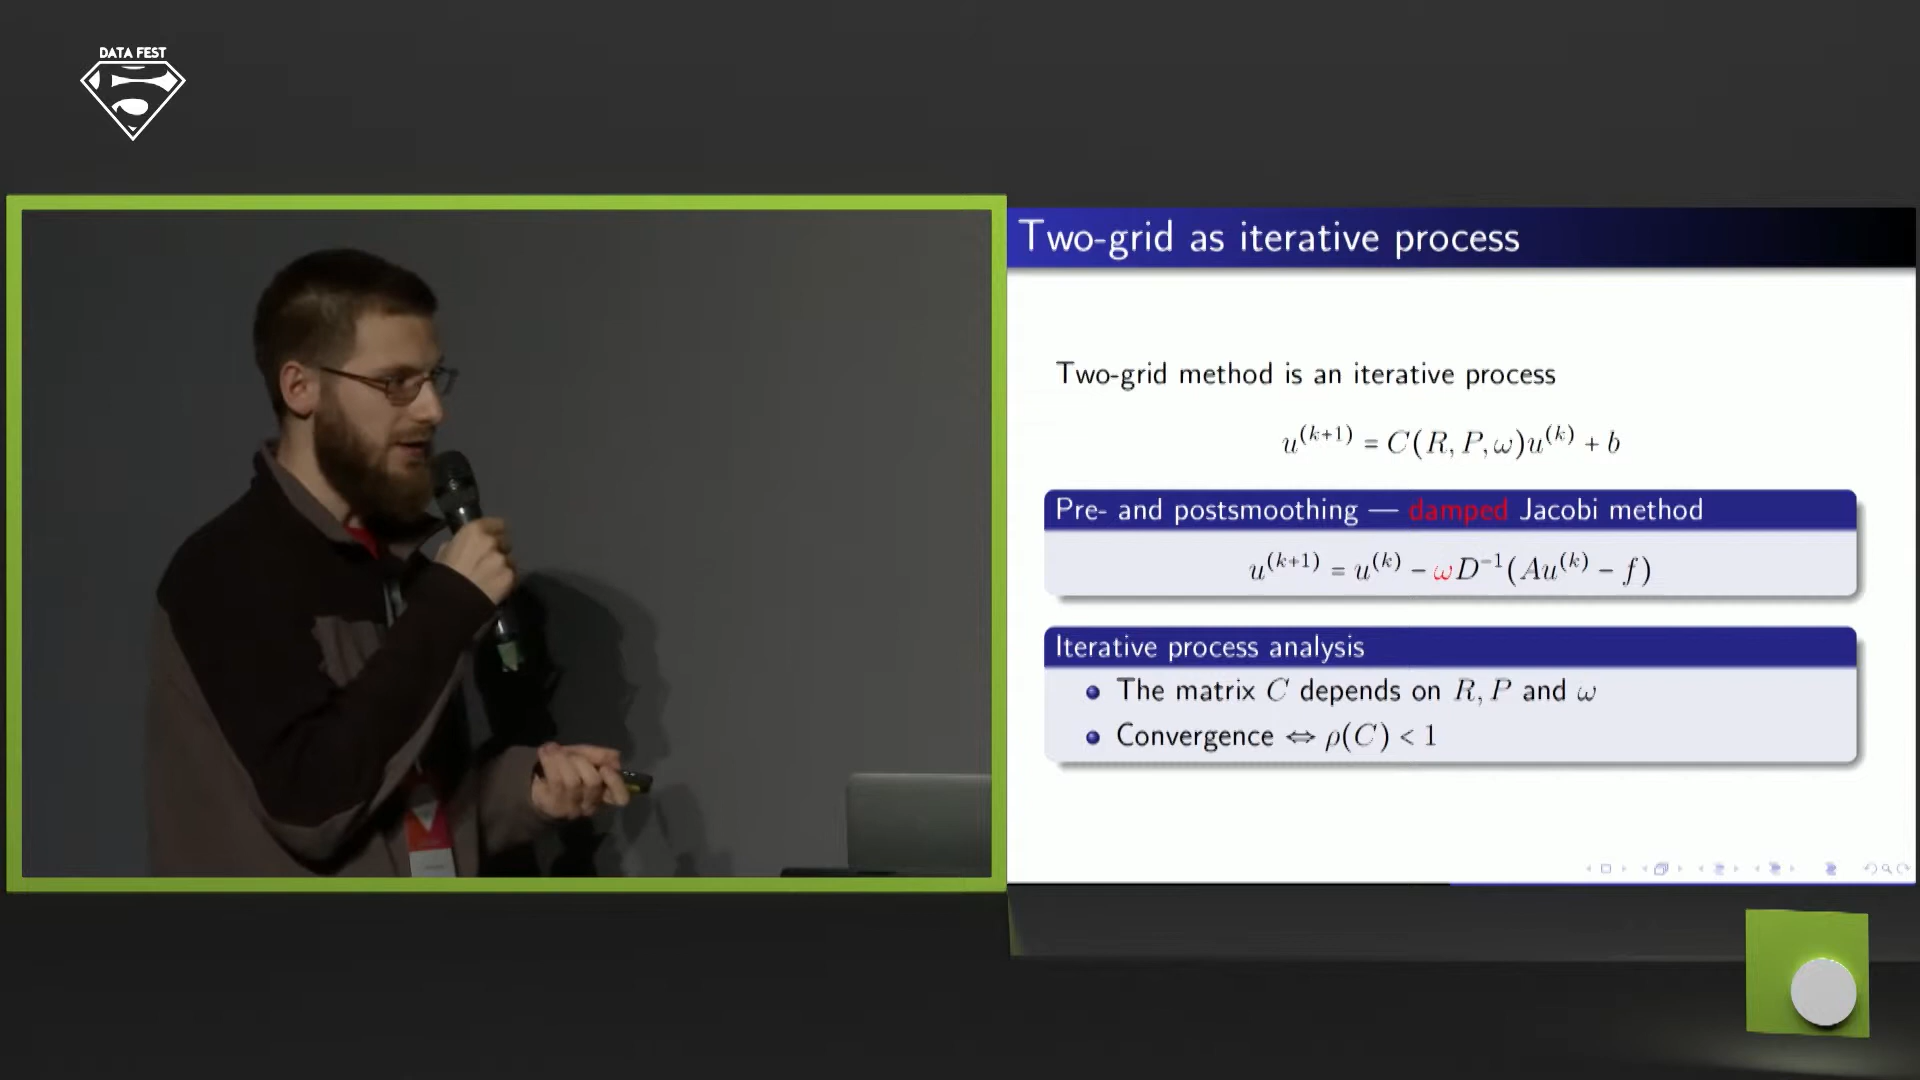 DATA FEST
Two-grid as iterative process
Two-grid method is an iterative process
u^(k+1) = C(R, P, ω)u^(k) + b
Pre- and postsmoothing — damped Jacobi method
u^(k+1) = u^(k) − ωD^−1(Au^(k) − f)
Iterative process analysis
The matrix C depends on R, P and ω
Convergence ⇔ ρ(C) < 1